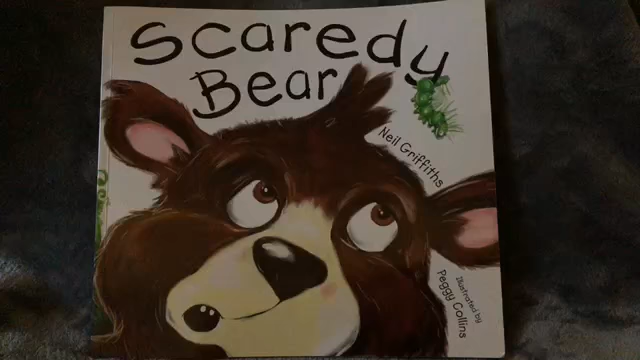 Scaredy
Bear
Neil Griffiths
Illustrated by
Peggy Collins